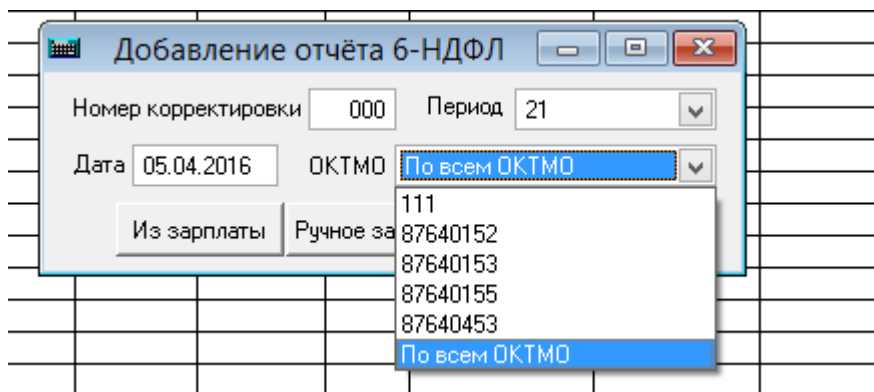 Добавление отчёта 6-НДФЛ
Номер корректировки 000 Период 21
Дата 05.04.2016 ОКТМО По всем ОКТМО
Из зарплаты Ручное за
111
87640152
87640153
87640155
87640453
По всем ОКТМО